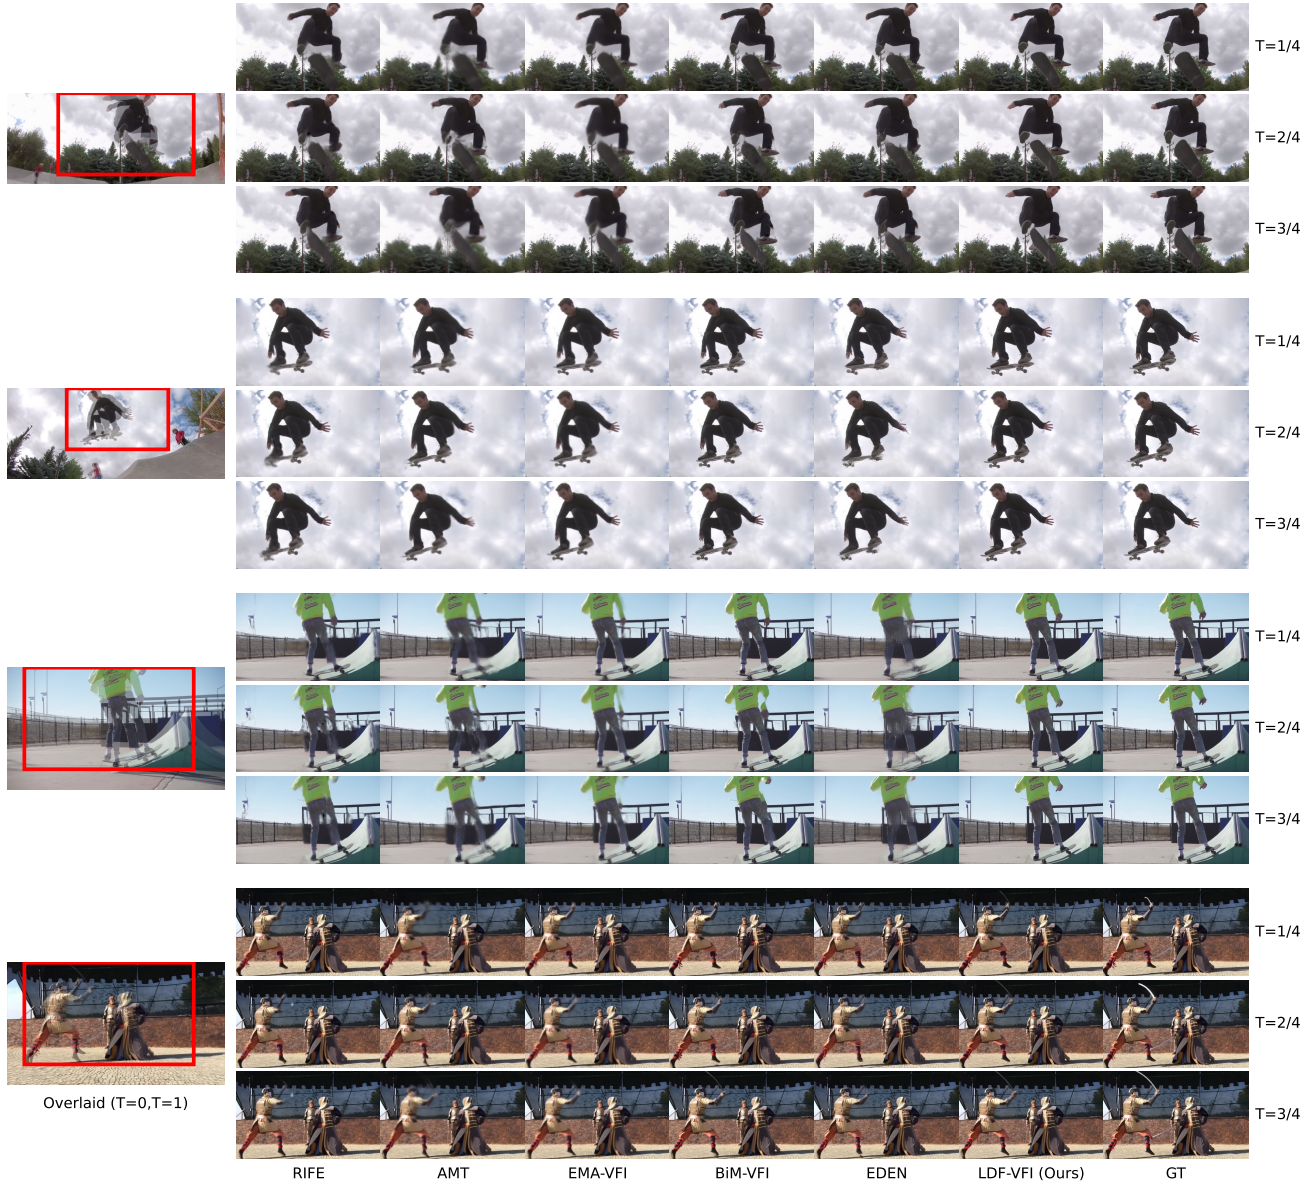 T=1/4
T=2/4
T=3/4
T=1/4
T=2/4
T=3/4
T=1/4
T=2/4
T=3/4
T=1/4
T=2/4
T=3/4
Overlaid (T=0,T=1)
RIFE AMT EMA-VFI BiM-VFI EDEN LDF-VFI (Ours) GT